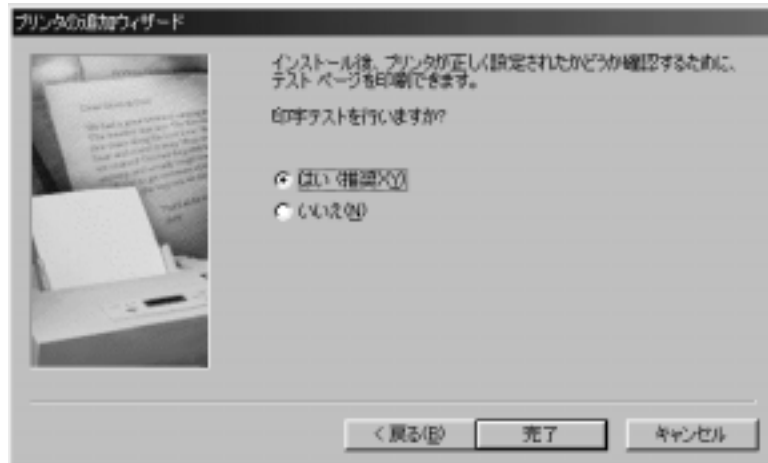 プリンタの追加ウィザード
インストール後、プリンタが正しく設定されたかどうか確認するために、
テスト ページを印刷できます。
印字テストを行いますか?
はい (推奨)(Y)
いいえ(N)
< 戻る(B)
完了
キャンセル